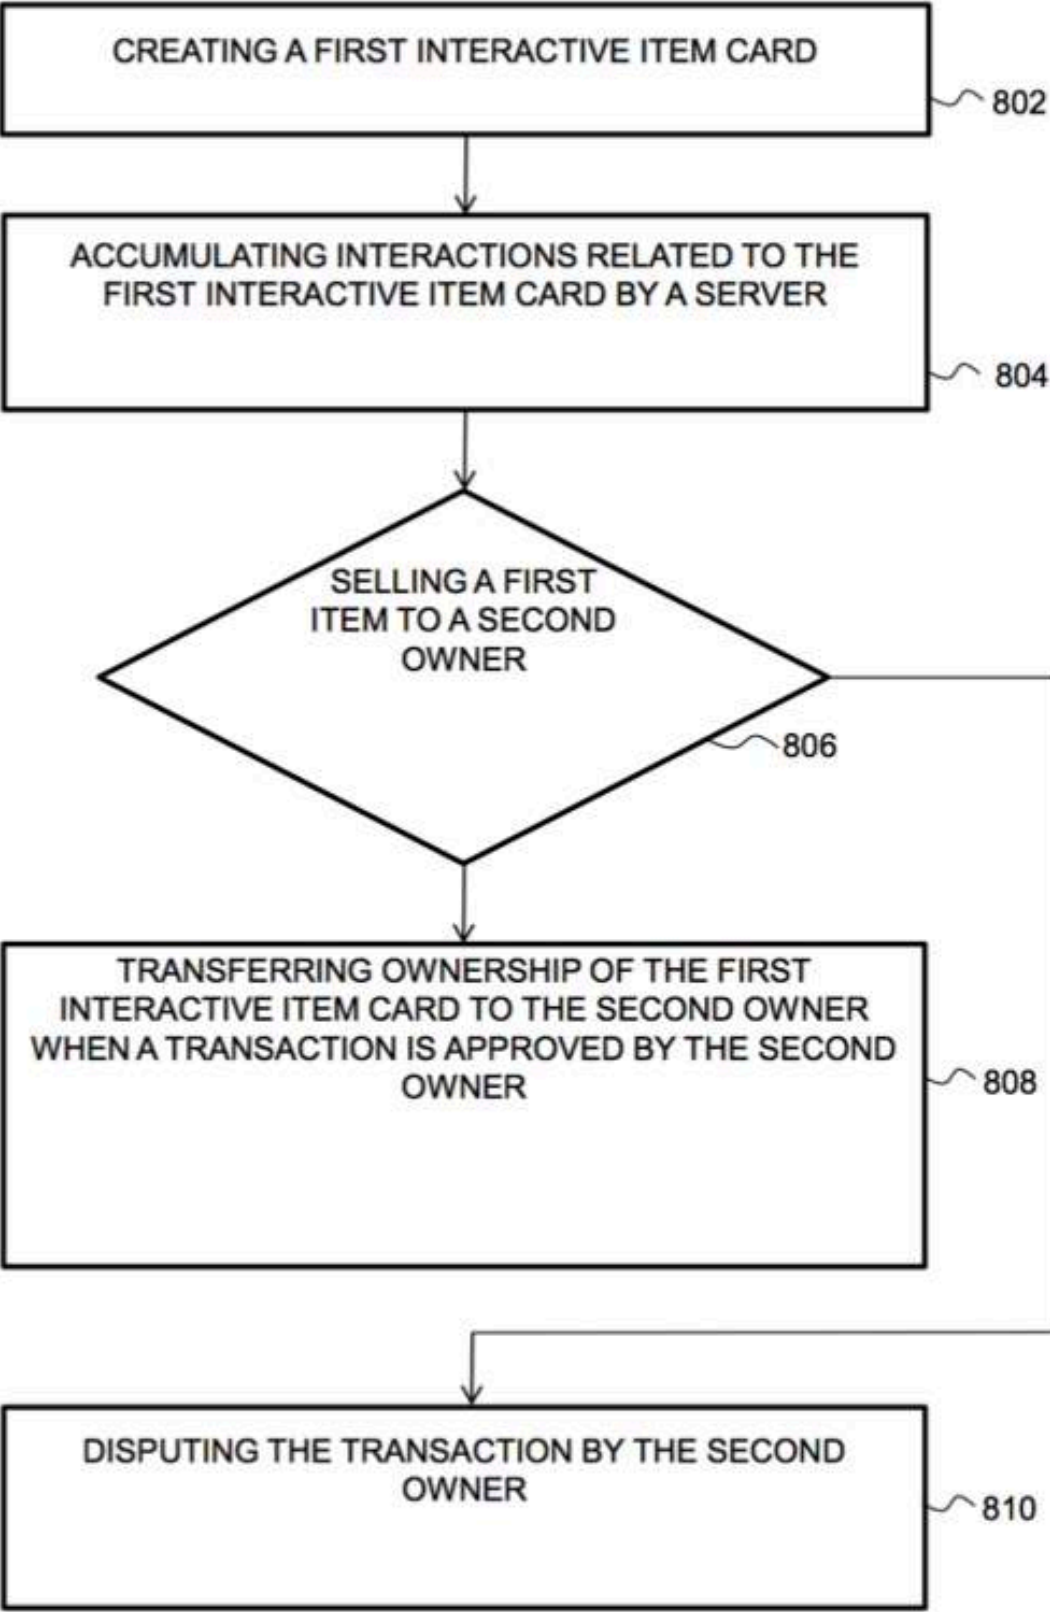 CREATING A FIRST INTERACTIVE ITEM CARD
802
ACCUMULATING INTERACTIONS RELATED TO THE
FIRST INTERACTIVE ITEM CARD BY A SERVER
804
SELLING A FIRST
ITEM TO A SECOND
OWNER
806
TRANSFERRING OWNERSHIP OF THE FIRST
INTERACTIVE ITEM CARD TO THE SECOND OWNER
WHEN A TRANSACTION IS APPROVED BY THE SECOND
OWNER
808
DISPUTING THE TRANSACTION BY THE SECOND
OWNER
810